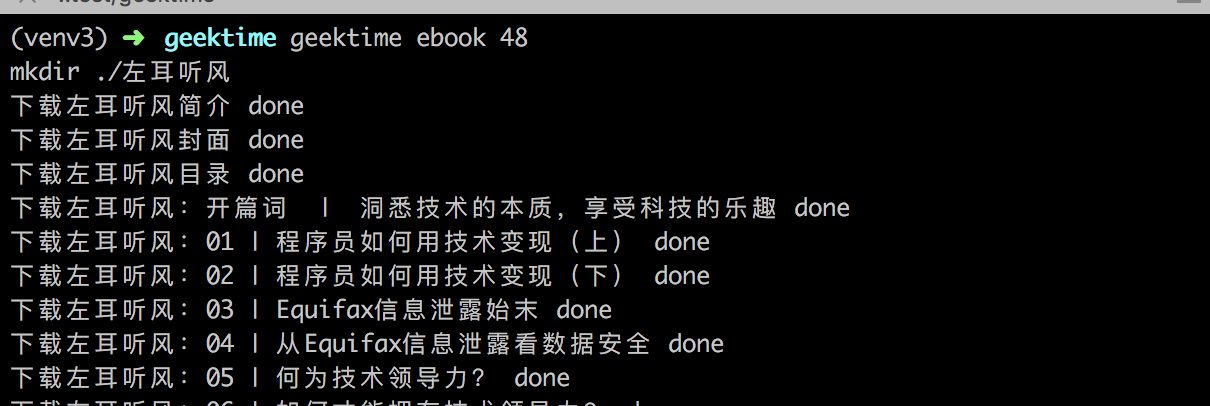 (venv3) ➜ geektime geektime ebook 48
mkdir ./左耳听风
下载左耳听风简介 done
下载左耳听风封面 done
下载左耳听风目录 done
下载左耳听风: 开篇词 | 洞悉技术的本质，享受科技的乐趣 done
下载左耳听风: 01 | 程序员如何用技术变现（上） done
下载左耳听风: 02 | 程序员如何用技术变现（下） done
下载左耳听风: 03 | Equifax信息泄露始末 done
下载左耳听风: 04 | 从Equifax信息泄露看数据安全 done
下载左耳听风: 05 | 何为技术领导力？ done